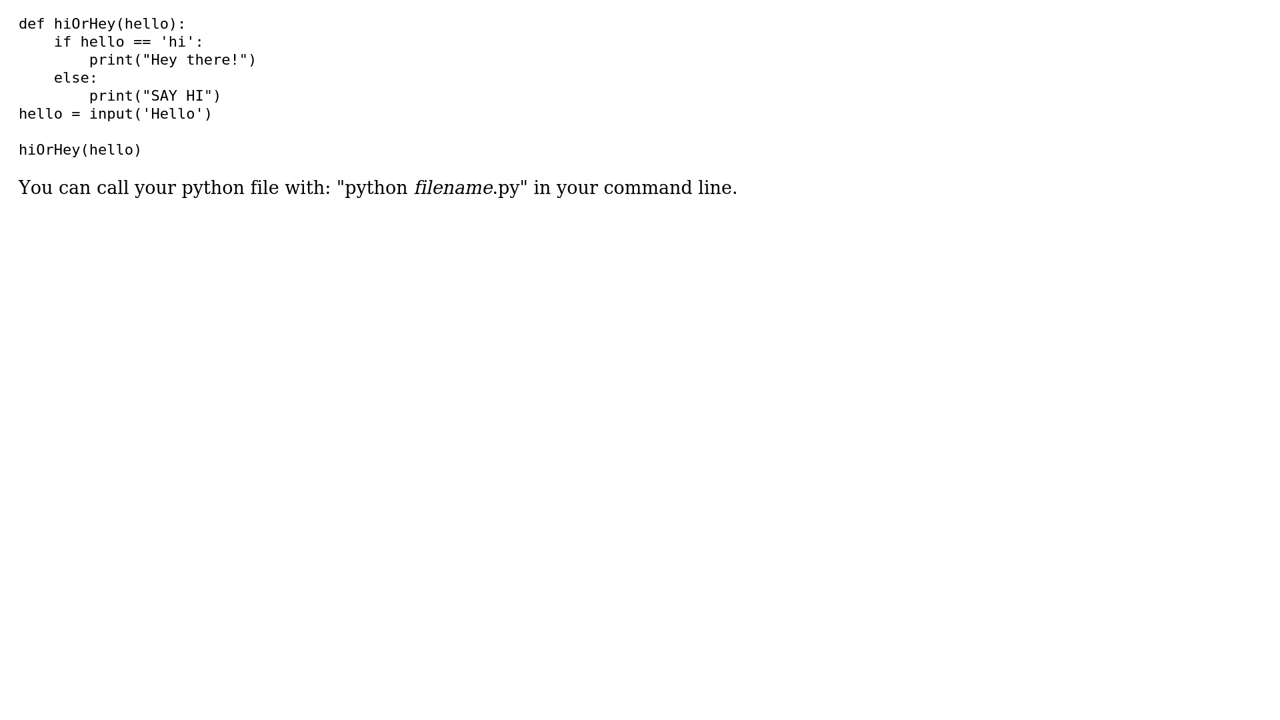 def hiOrHey(hello):
    if hello == 'hi':
        print("Hey there!")
    else:
        print("SAY HI")
hello = input('Hello')

hiOrHey(hello)
You can call your python file with: "python filename.py" in your command line.